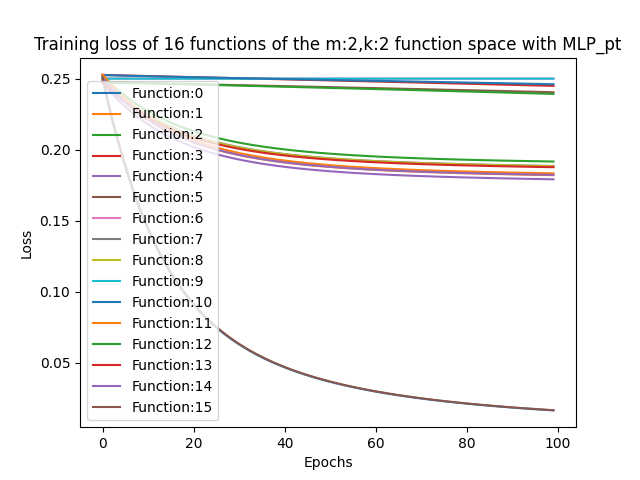 Training loss of 16 functions of the m:2,k:2 function space with MLP_pt
0.25
0.20
0.15
0.10
0.05
Loss
Function:0
Function:1
Function:2
Function:3
Function:4
Function:5
Function:6
Function:7
Function:8
Function:9
Function:10
Function:11
Function:12
Function:13
Function:14
Function:15
0 20 40 60 80 100
Epochs